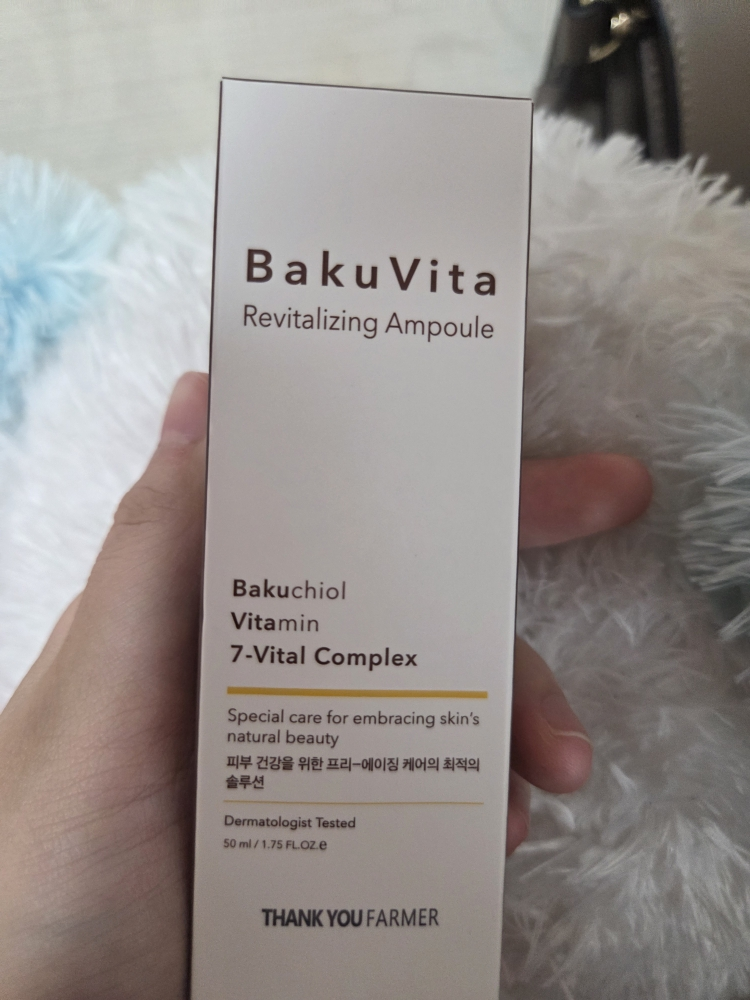 BakuVita
Revitalizing Ampoule
Bakuchiol
Vitamin
7-Vital Complex
Special care for embracing skin's
natural beauty
피부 건강을 위한 프리-에이징 케어의 최적의
솔루션
Dermatologist Tested
50 ml / 1.75 FL.OZ.e
THANK YOU FARMER